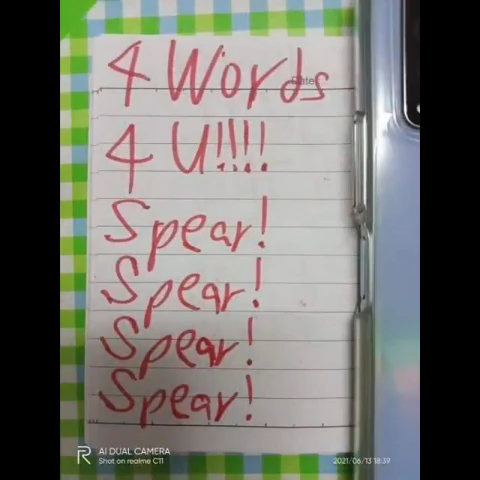 4 Words
Date
4 U!!!!
Spear!
Spear!
Spear!
Spear!
AI DUAL CAMERA
Shot on realme C11
2021/06/13 18:39